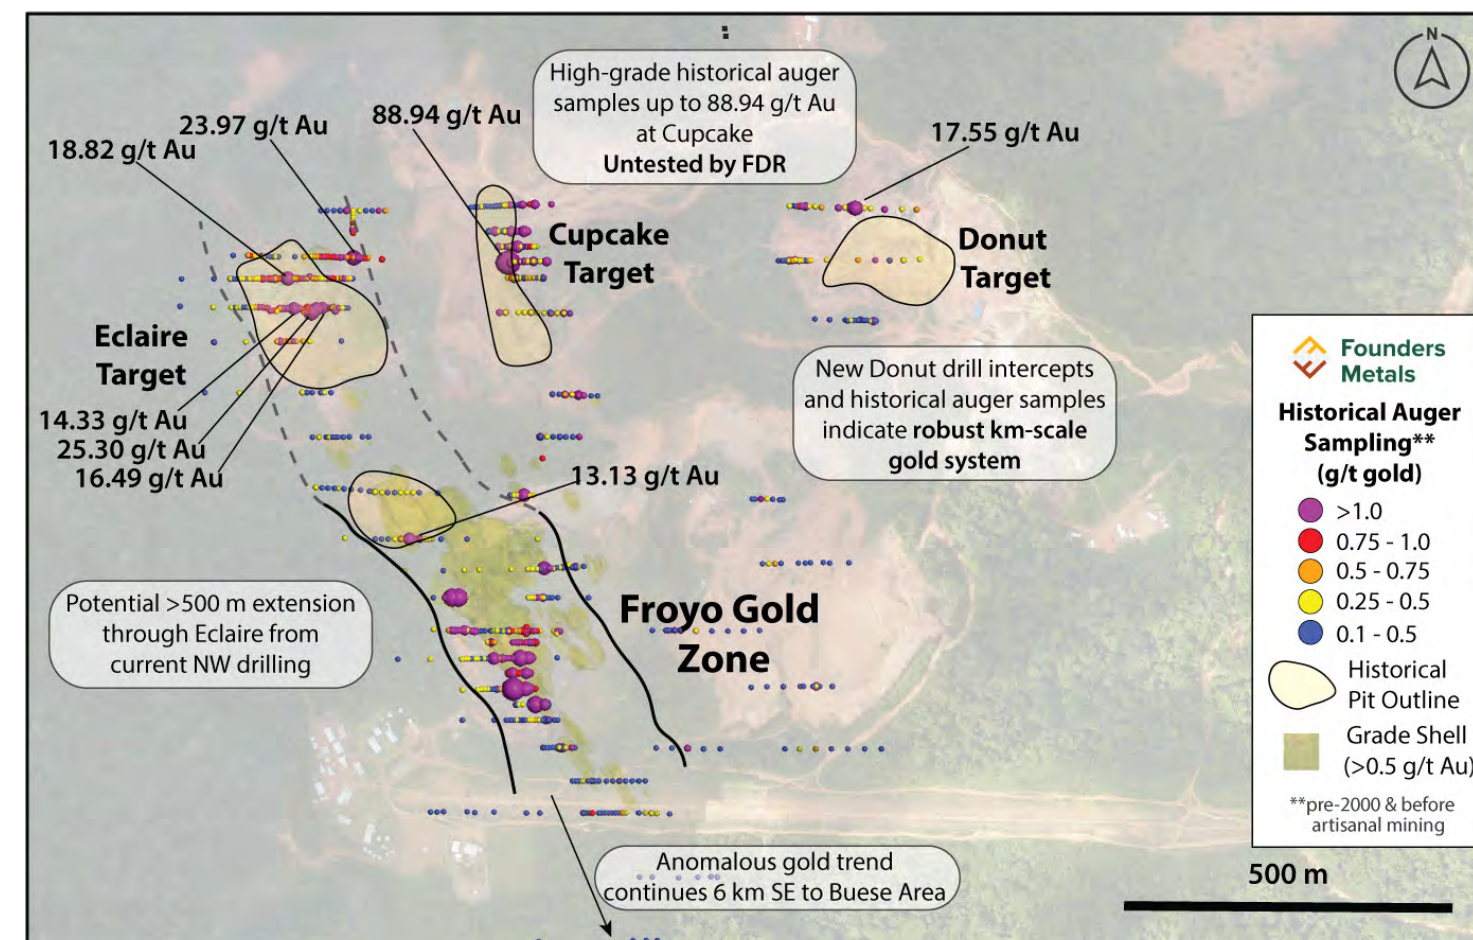 :
N
High-grade historical auger
samples up to 88.94 g/t Au
at Cupcake
Untested by FDR
88.94 g/t Au
23.97 g/t Au
18.82 g/t Au
17.55 g/t Au
Cupcake
Target
Donut
Target
Eclaire
Target
14.33 g/t Au
25.30 g/t Au
16.49 g/t Au
New Donut drill intercepts
and historical auger samples
indicate robust km-scale
gold system
13.13 g/t Au
Potential >500 m extension
through Eclaire from
current NW drilling
Froyo Gold
Zone
Anomalous gold trend
continues 6 km SE to Buese Area
Founders
Metals
Historical Auger
Sampling**
(g/t gold)
>1.0
0.75 - 1.0
0.5 - 0.75
0.25 - 0.5
0.1 - 0.5
Historical
Pit Outline
Grade Shell
(>0.5 g/t Au)
**pre-2000 & before
artisanal mining
500 m